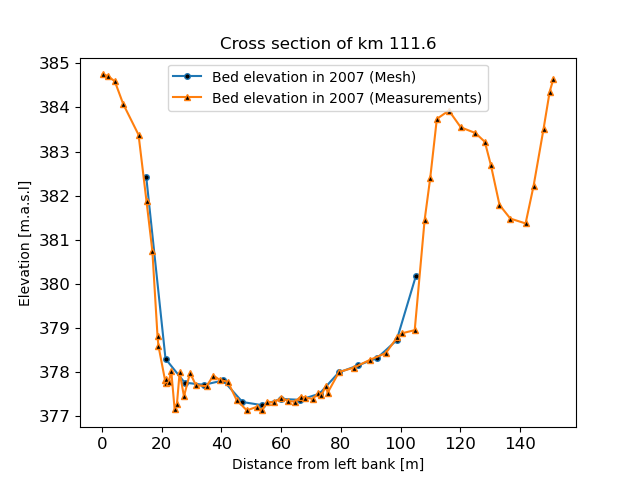 Cross section of km 111.6
Bed elevation in 2007 (Mesh)
Bed elevation in 2007 (Measurements)
Elevation [m.a.s.l]
385
384
383
382
381
380
379
378
377
0 20 40 60 80 100 120 140
Distance from left bank [m]